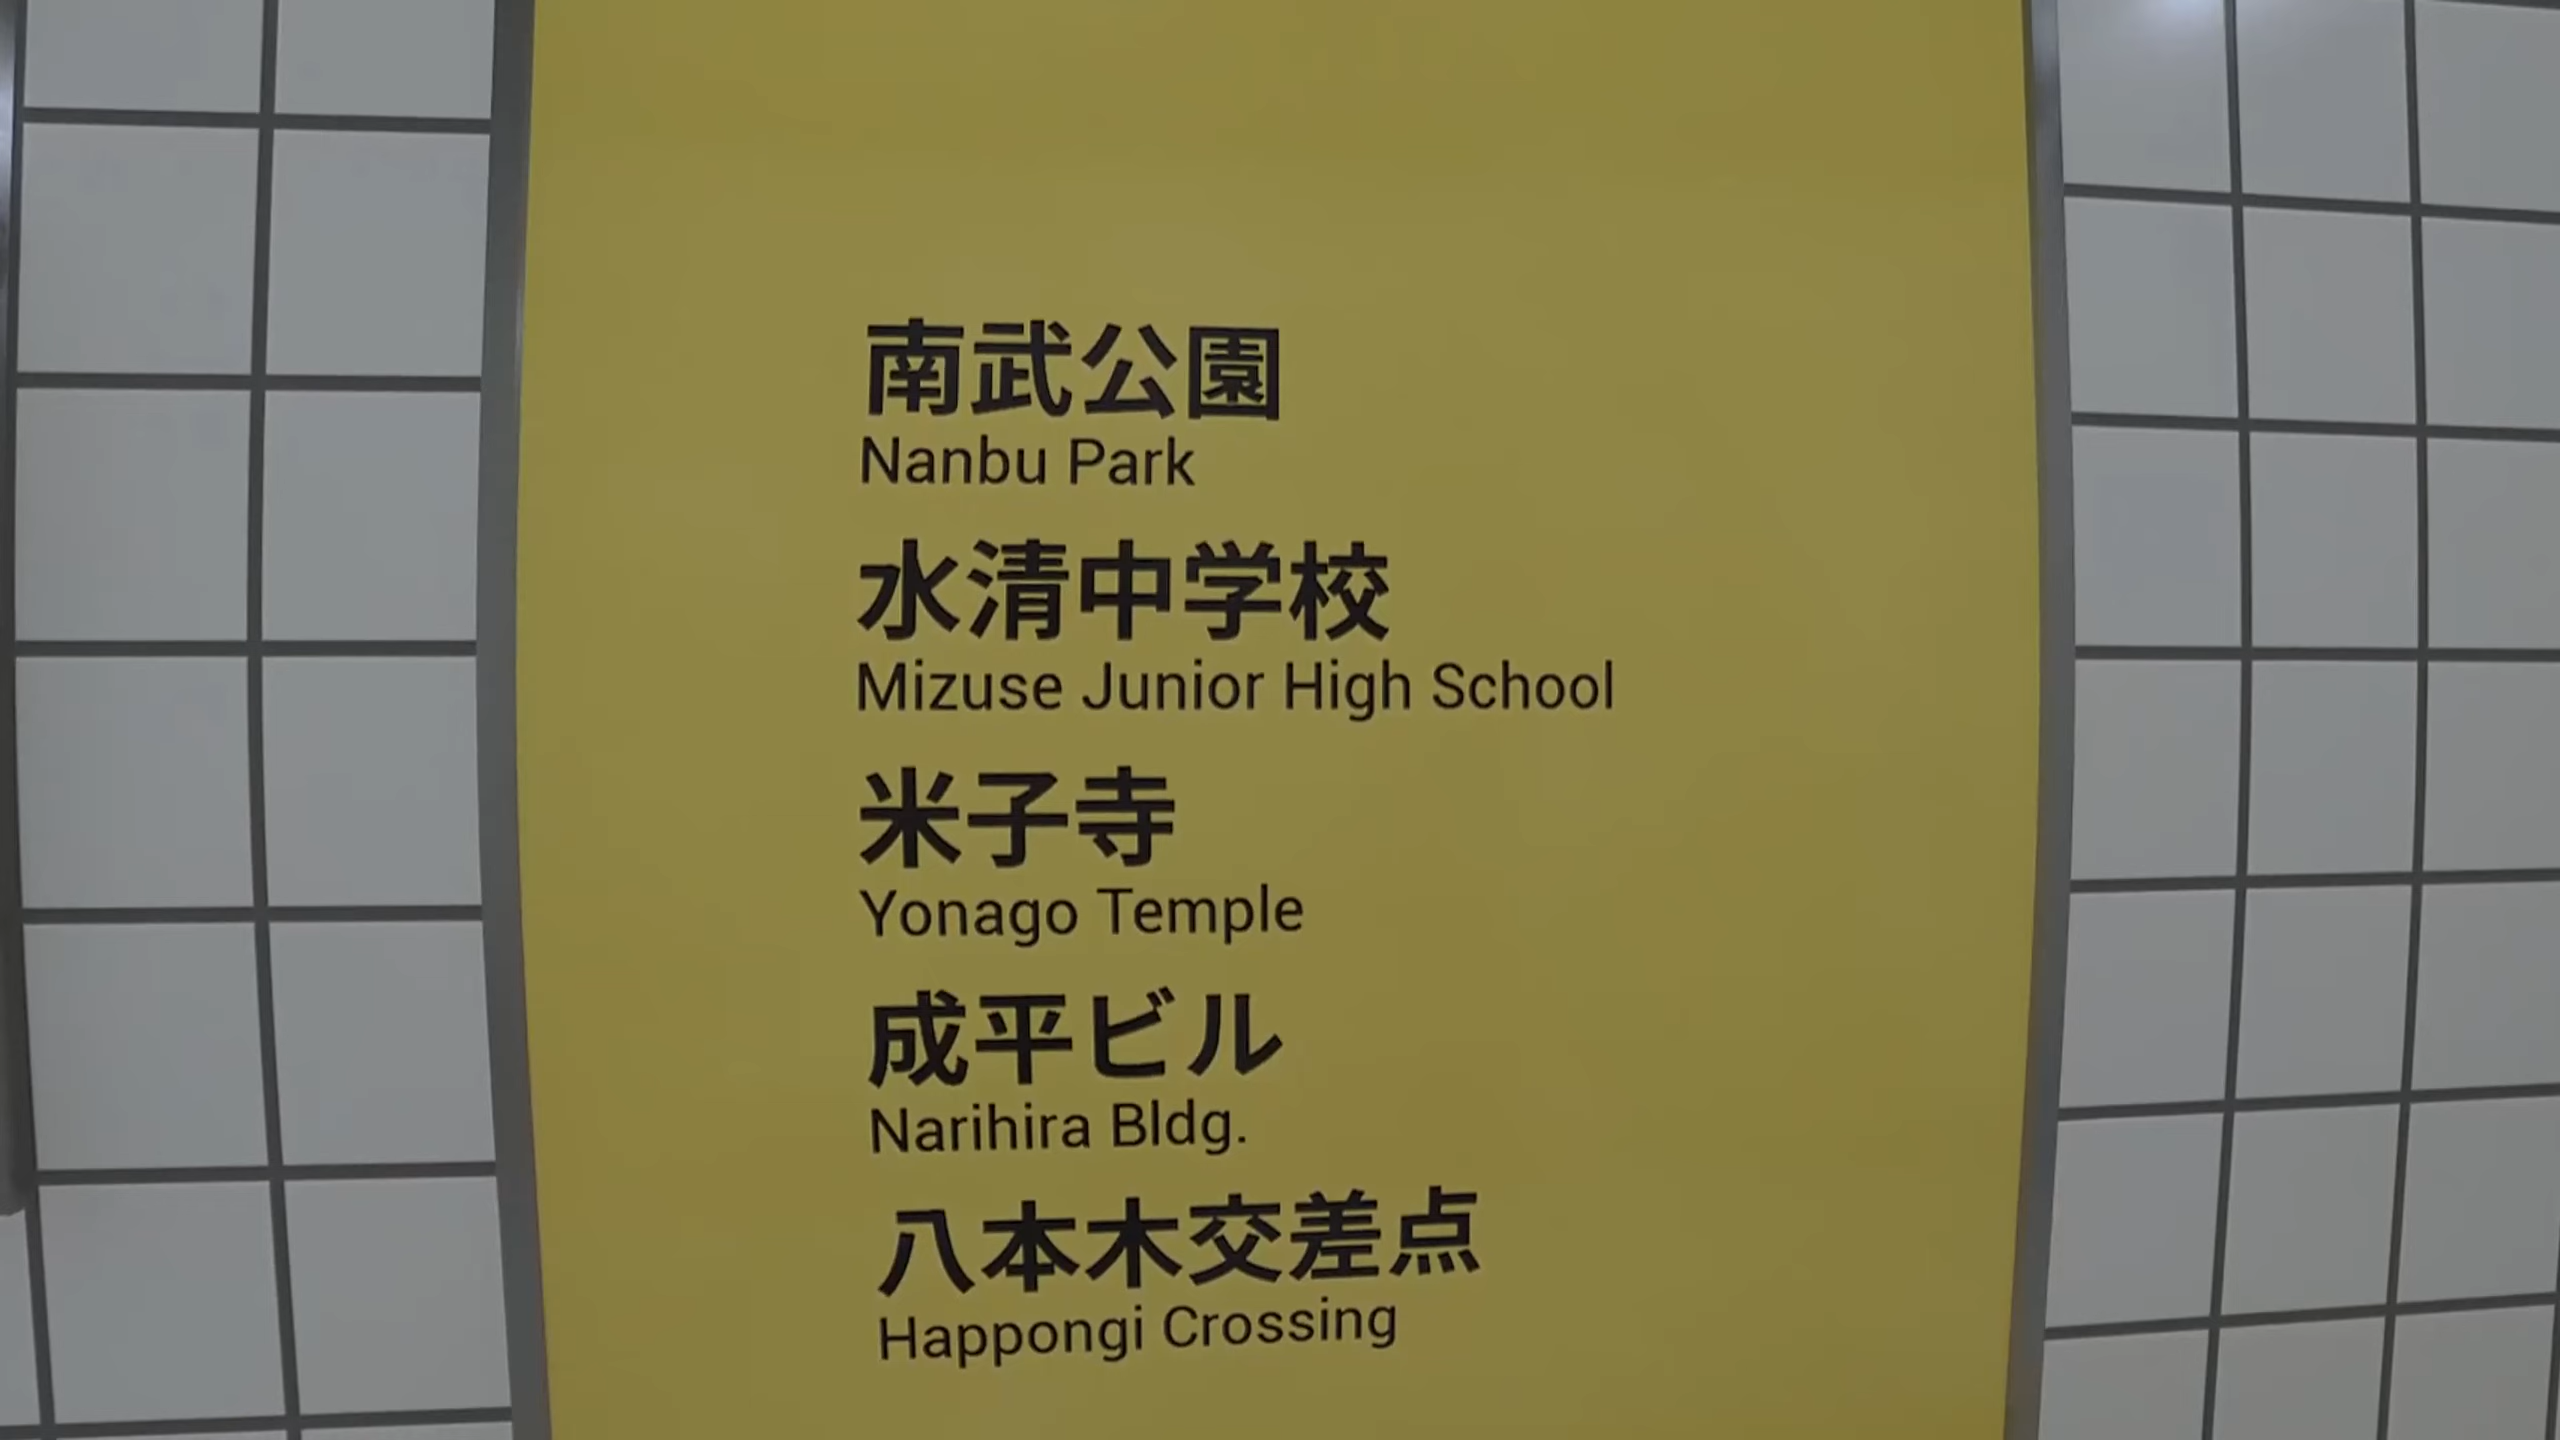 南武公園
Nanbu Park
水清中学校
Mizuse Junior High School
米子寺
Yonago Temple
成平ビル
Narihira Bldg.
八本木交差点
Happongi Crossing